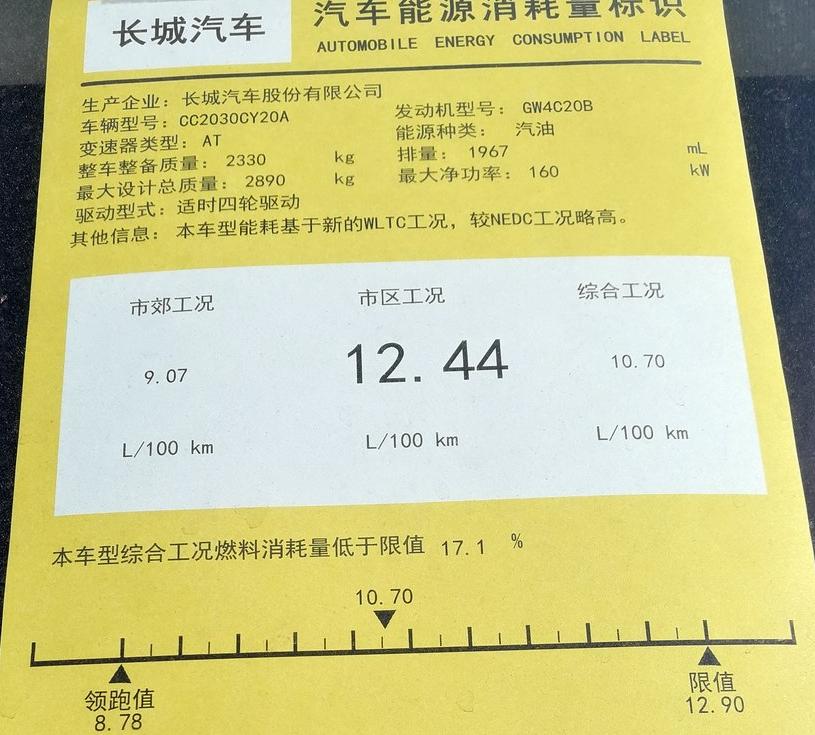 长城汽车
汽车能源消耗量标识
AUTOMOBILE ENERGY CONSUMPTION LABEL
生产企业: 长城汽车股份有限公司
车辆型号: CC2030CY20A
发动机型号: GW4C20B
变速器类型: AT
能源种类: 汽油
整车整备质量: 2330 kg
排量: 1967 mL
最大设计总质量: 2890 kg
最大净功率: 160 kW
驱动型式: 适时四轮驱动
其他信息: 本车型能耗基于新的WLTC工况，较NEDC工况略高。
市郊工况 市区工况 综合工况
9.07 12.44 10.70
L/100 km L/100 km L/100 km
本车型综合工况燃料消耗量低于限值 17.1 %
10.70
领跑值 限值
8.78 12.90